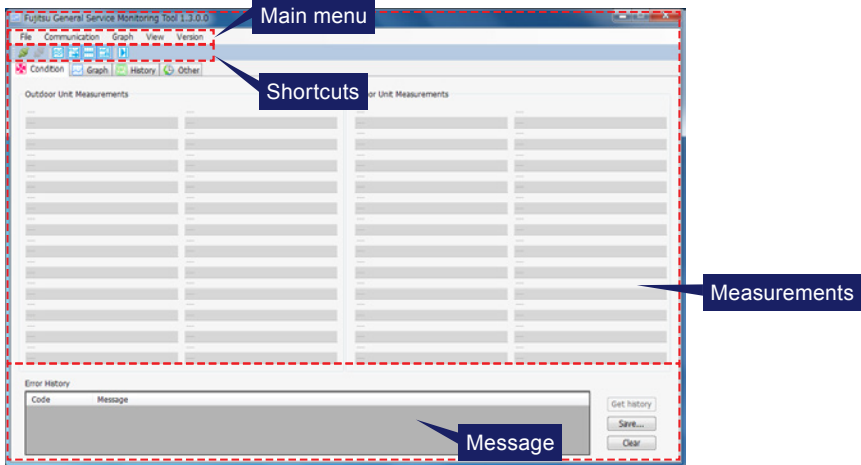 Main menu
Fujitsu General Service Monitoring Tool 1.3.0.0
File Communication Graph View Version
Shortcuts
Condition Graph History Other
Outdoor Unit Measurements
or Unit Measurements
Measurements
Error History
Code Message
Get history
Save...
Message
Clear